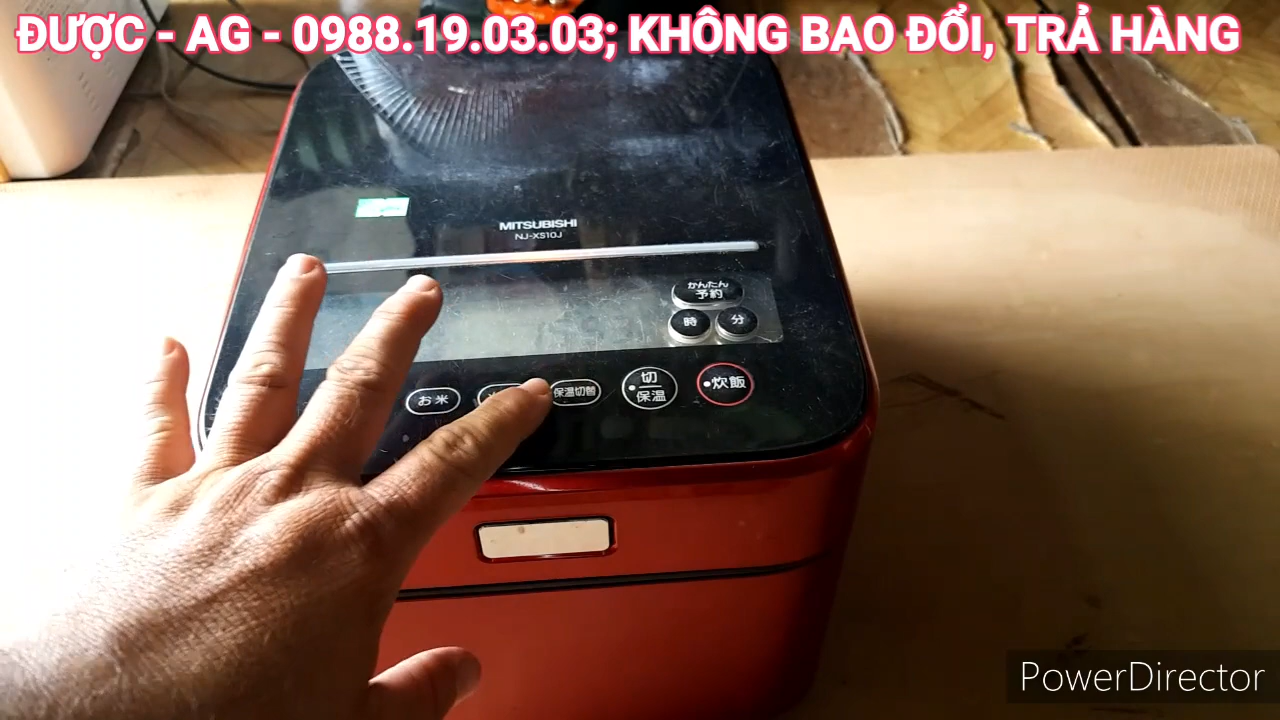 ĐƯỢC - AG - 0988.19.03.03; KHÔNG BAO ĐỔI, TRẢ HÀNG
MITSUBISHI
NJ-XS10J
かんたん
予約
時 分
お米
保温切替
切
保温
炊飯
PowerDirector